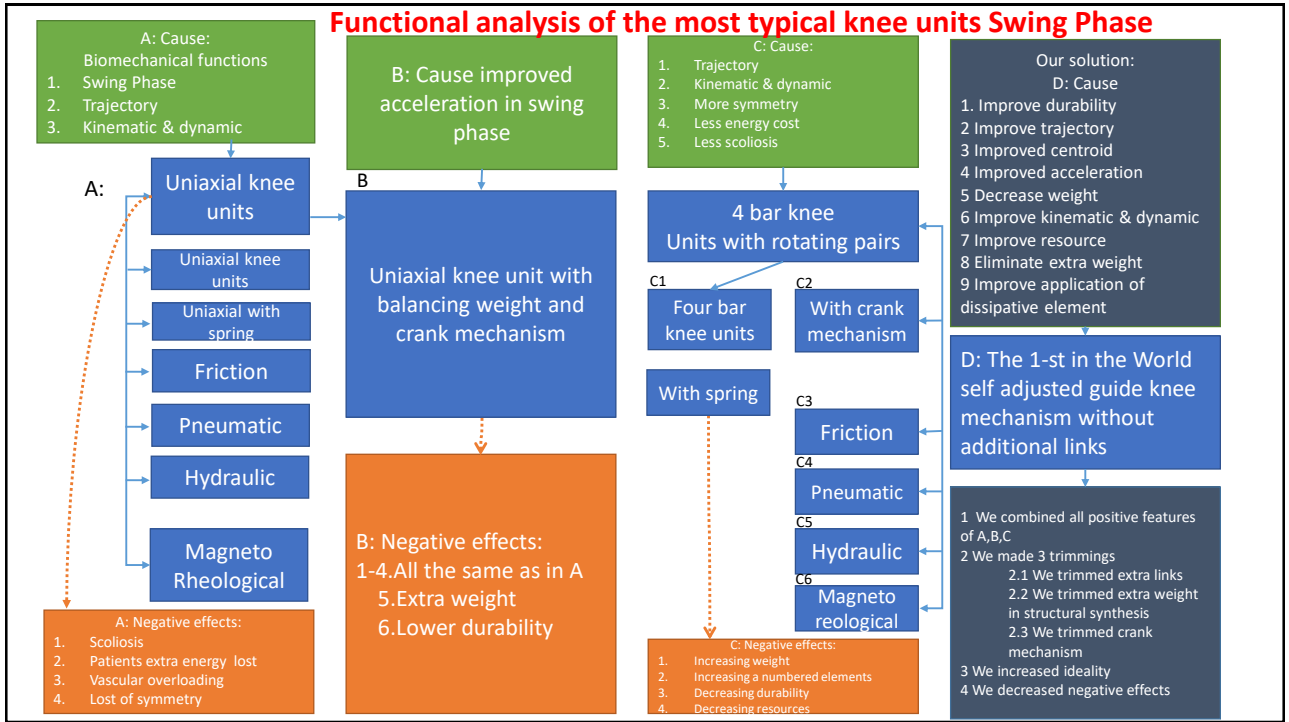 Functional analysis of the most typical knee units Swing Phase
A: Cause:
Biomechanical functions
1. Swing Phase
2. Trajectory
3. Kinematic & dynamic
A:
Uniaxial knee
units
Uniaxial knee
units
Uniaxial with
spring
Friction
Pneumatic
Hydraulic
Magneto
Rheological
A: Negative effects:
1. Scoliosis
2. Patients extra energy lost
3. Vascular overloading
4. Lost of symmetry
B: Cause improved
acceleration in swing
phase
B
Uniaxial knee unit with
balancing weight and
crank mechanism
B: Negative effects:
1-4.All the same as in A
5.Extra weight
6.Lower durability
C: Cause:
1. Trajectory
2. Kinematic & dynamic
3. More symmetry
4. Less energy cost
5. Less scoliosis
4 bar knee
Units with rotating pairs
C1
Four bar
knee units
C2
With crank
mechanism
With spring
C3
Friction
C4
Pneumatic
C5
Hydraulic
C6
Magneto
reological
C: Negative effects:
1. Increasing weight
2. Increasing a numbered elements
3. Decreasing durability
4. Decreasing resources
Our solution:
D: Cause
1. Improve durability
2 Improve trajectory
3 Improved centroid
4 Improved acceleration
5 Decrease weight
6 Improve kinematic & dynamic
7 Improve resource
8 Eliminate extra weight
9 Improve application of
dissipative element
D: The 1-st in the World
self adjusted guide knee
mechanism without
additional links
1 We combined all positive features
of A,B,C
2 We made 3 trimmings
2.1 We trimmed extra links
2.2 We trimmed extra weight
in structural synthesis
2.3 We trimmed crank
mechanism
3 We increased ideality
4 We decreased negative effects